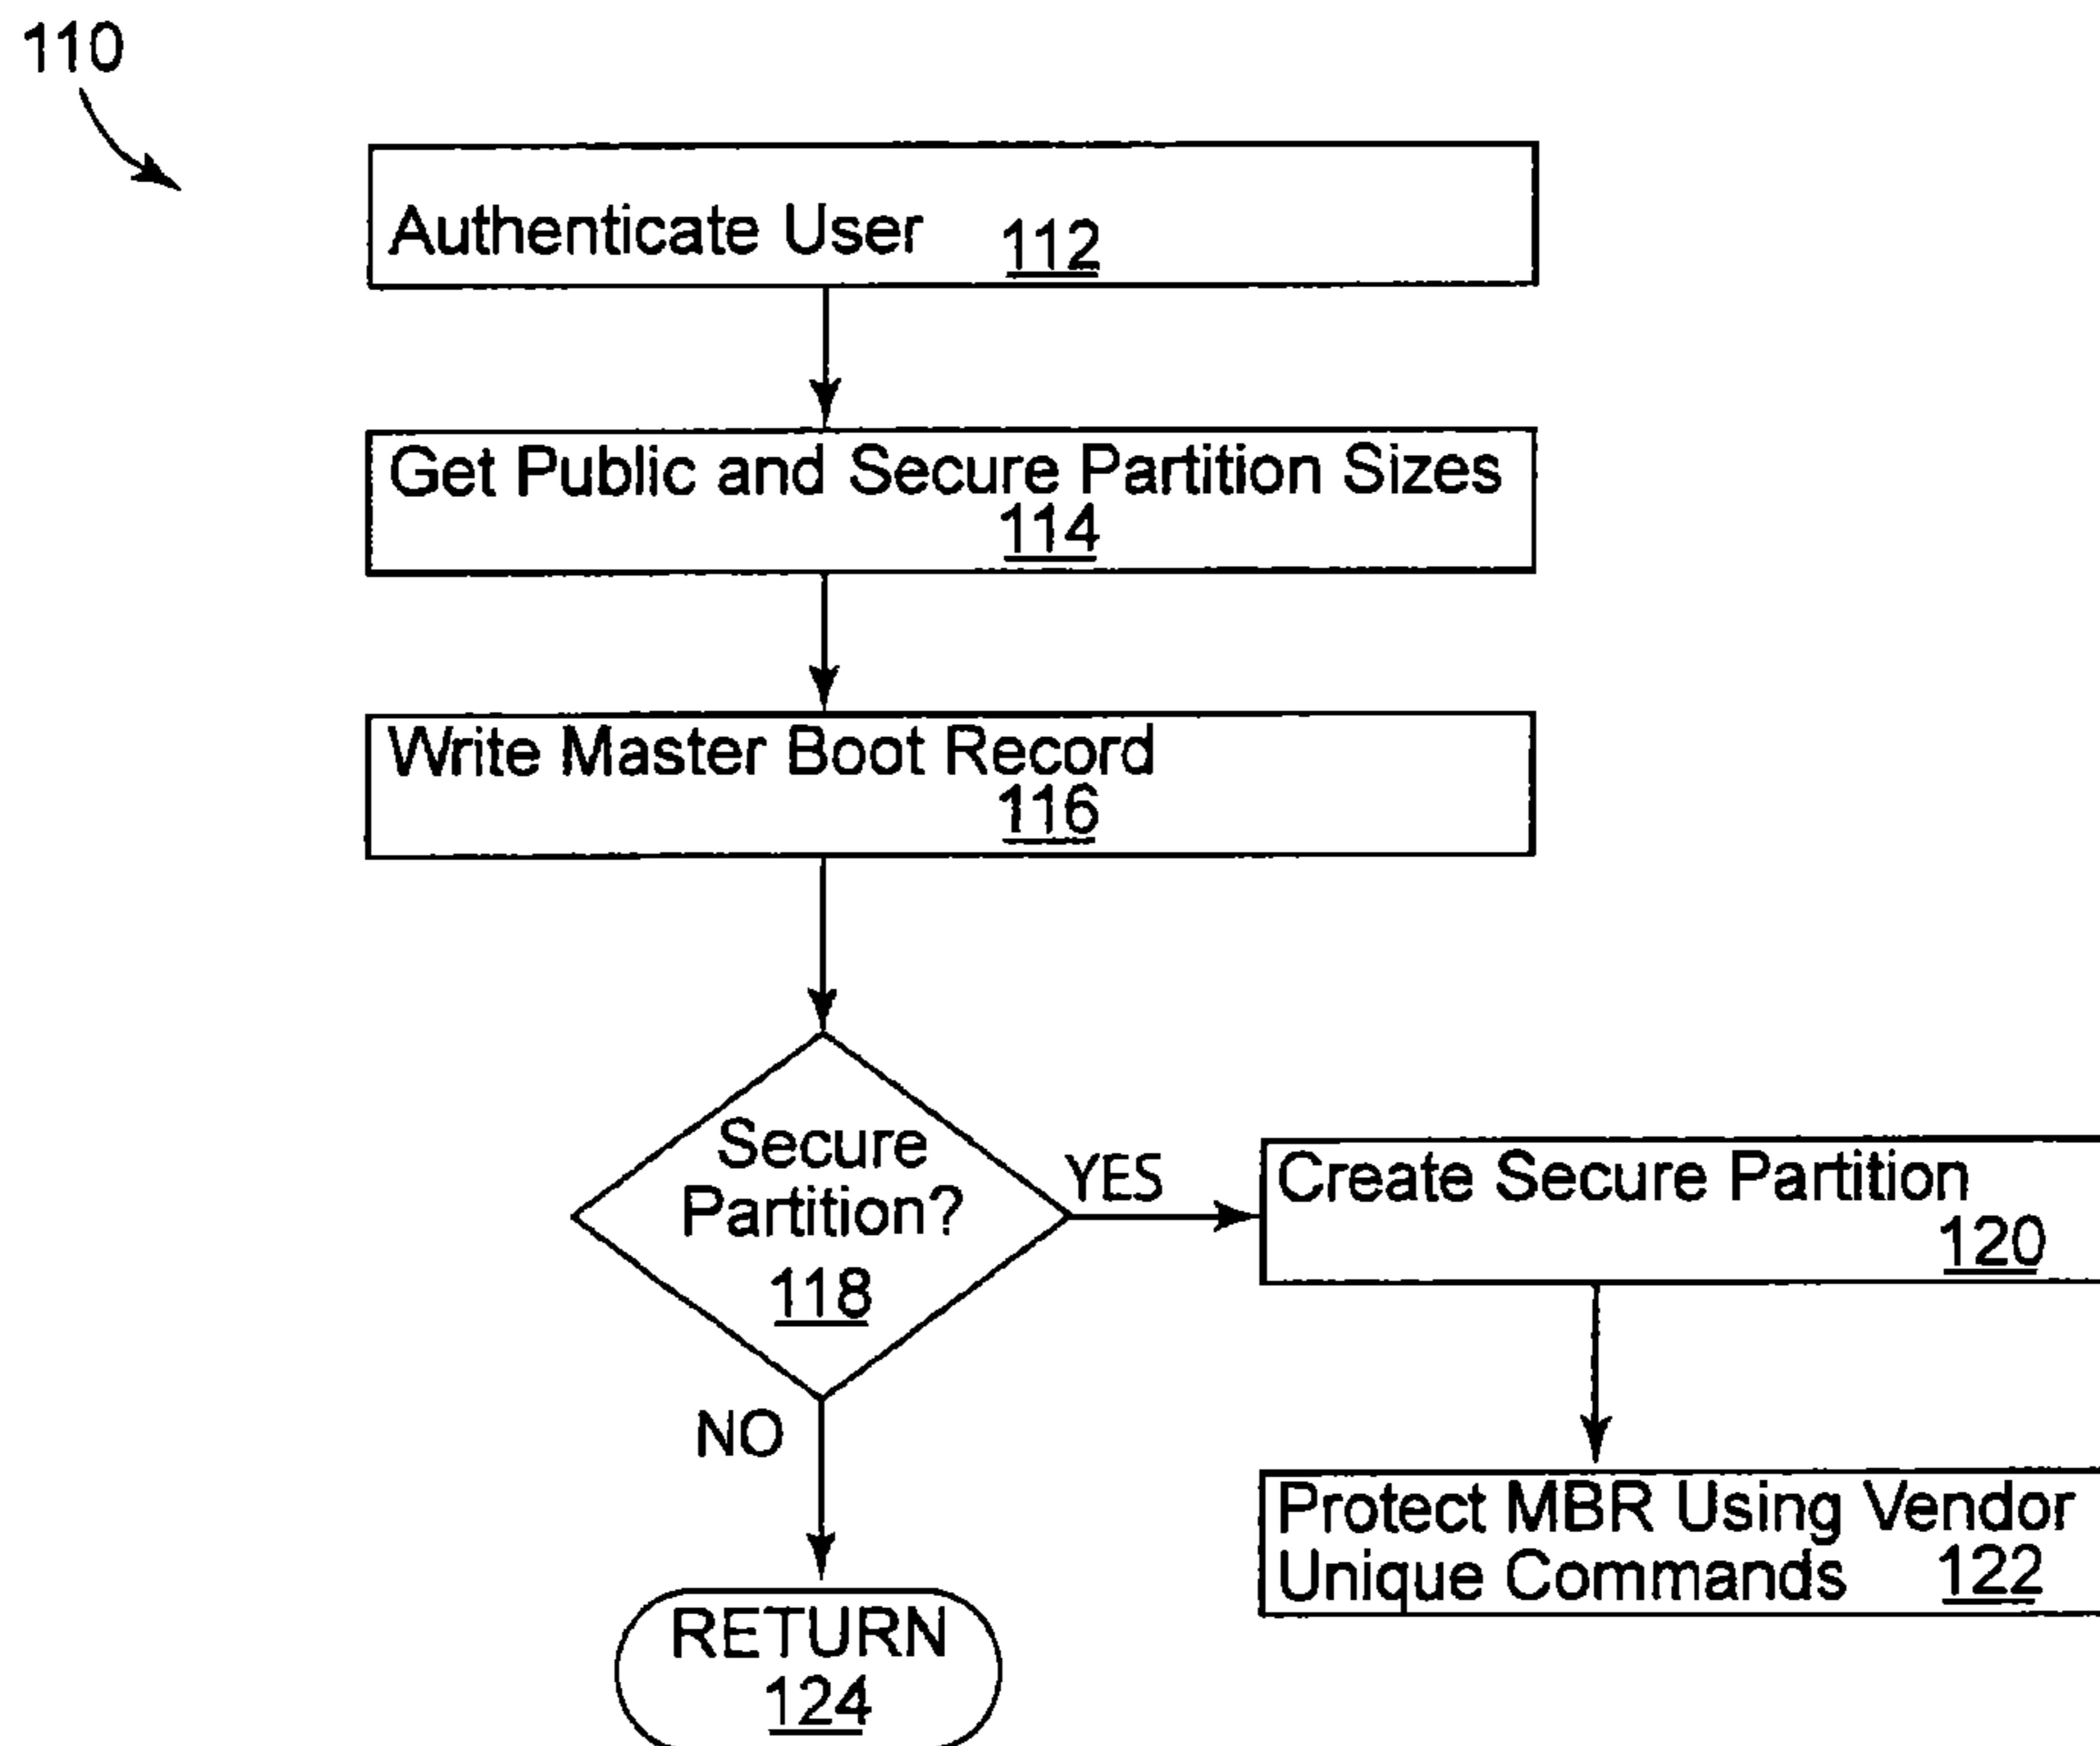 110
Authenticate User 112
Get Public and Secure Partition Sizes
114
Write Master Boot Record
116
Secure
Partition?
118
YES
Create Secure Partition
120
NO
Protect MBR Using Vendor
Unique Commands 122
RETURN
124